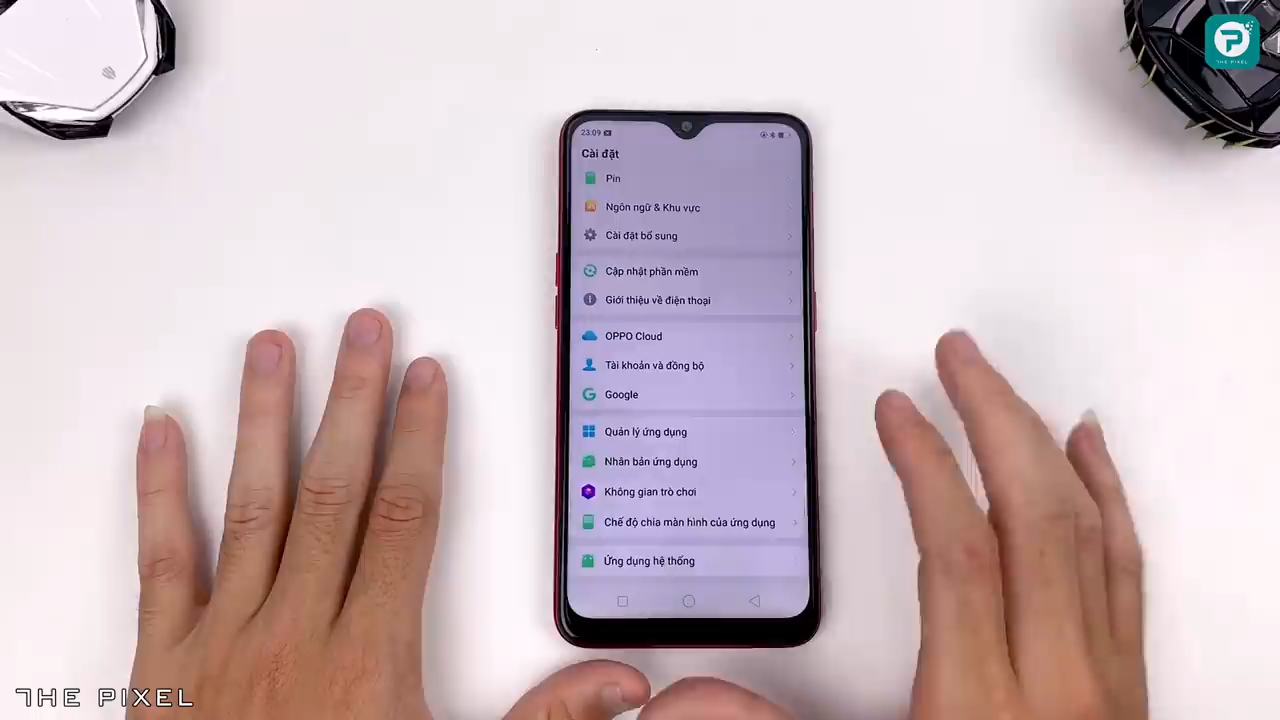 THE PIXEL
23:09
Cài đặt
Pin
Ngôn ngữ & Khu vực
Cài đặt bổ sung
Cập nhật phần mềm
Giới thiệu về điện thoại
OPPO Cloud
Tài khoản và đồng bộ
Google
Quản lý ứng dụng
Nhân bản ứng dụng
Không gian trò chơi
Chế độ chia màn hình của ứng dụng
Ứng dụng hệ thống
THE PIXEL